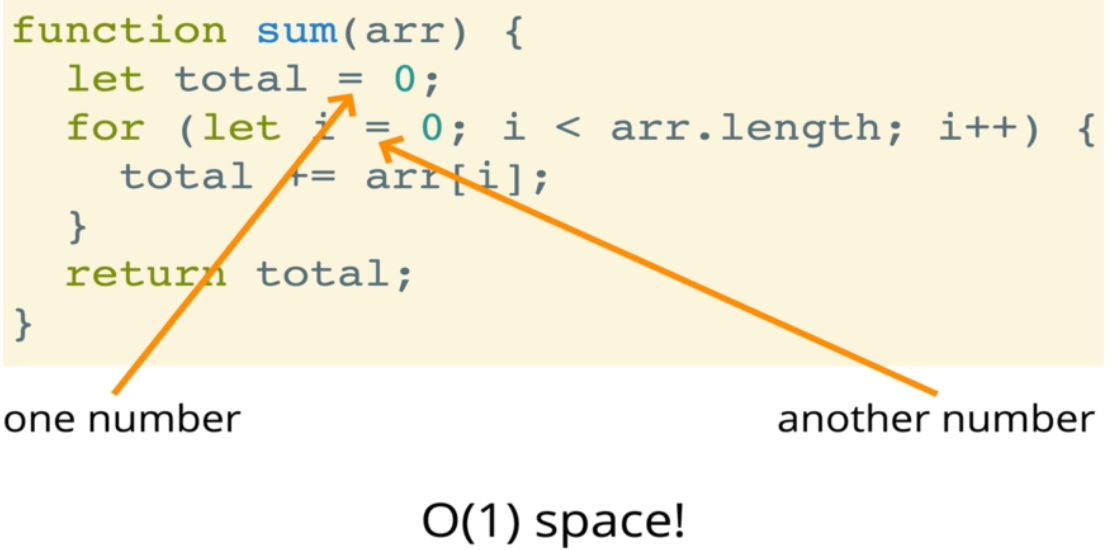 function sum(arr) {
  let total = 0;
  for (let i = 0; i < arr.length; i++) {
    total += arr[i];
  }
  return total;
}
one number
another number
O(1) space!